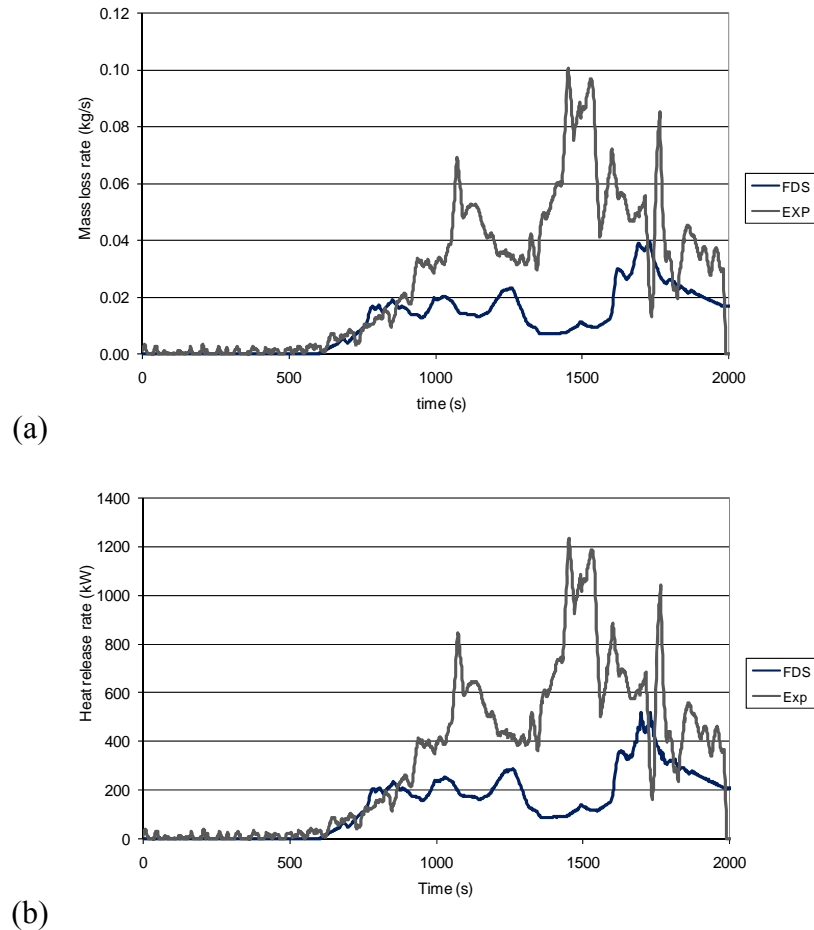 0.12
0.10
0.08
0.06
0.04
0.02
0.00
Mass loss rate (kg/s)
0 500 1000 1500 2000
time (s)
FDS
EXP
(a)
1400
1200
1000
800
600
400
200
0
Heat release rate (kW)
0 500 1000 1500 2000
Time (s)
FDS
Exp
(b)